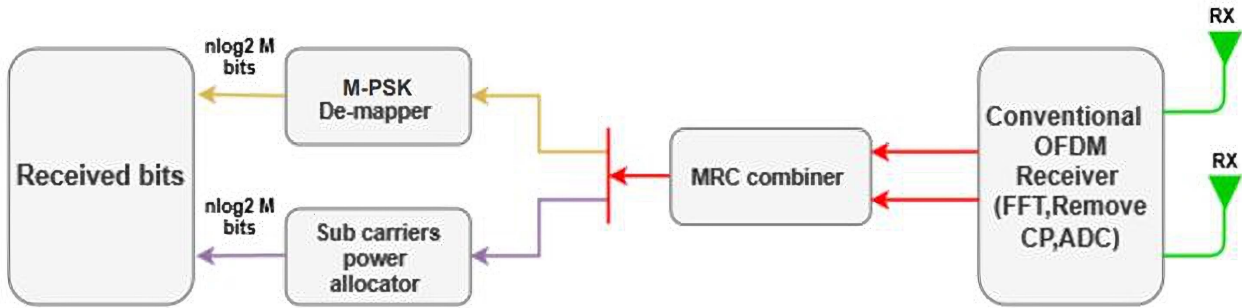 nlog2 M
bits
M-PSK
De-mapper
Received bits
nlog2 M
bits
Sub carriers
power
allocator
MRC combiner
Conventional
OFDM
Receiver
(FFT,Remove
CP,ADC)
RX
RX